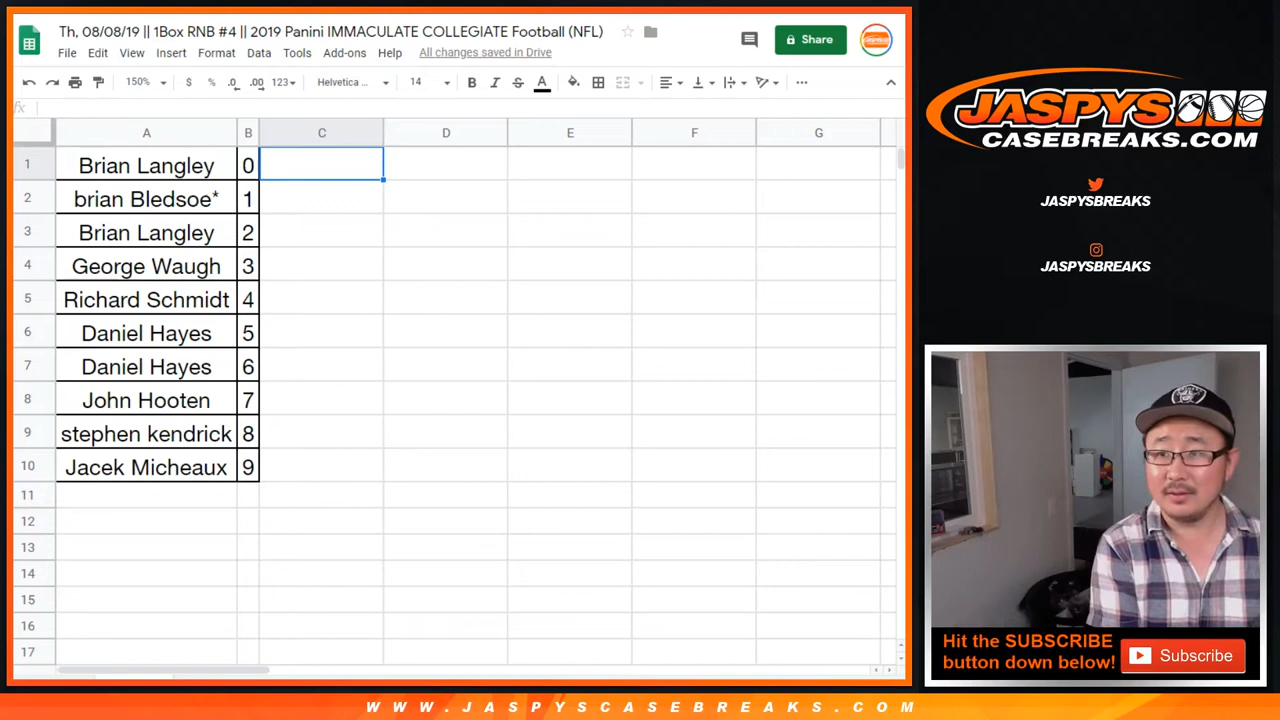 Th, 08/08/19 || 1Box RNB #4 || 2019 Panini IMMACULATE COLLEGIATE Football (NFL)
File Edit View Format Data Tools Add-ons Help All changes saved in Drive
Share
150% $ % .0 .00 123 Helvetica ... 14 B I S A
fx
A B C D E F G
1 Brian Langley 0
2 brian Bledsoe* 1
3 Brian Langley 2
4 George Waugh 3
5 Richard Schmidt 4
6 Daniel Hayes 5
7 Daniel Hayes 6
8 John Hooten 7
9 stephen kendrick 8
10 Jacek Micheaux 9
11
12
13
14
15
16
17
JASPYS
CASEBREAKS.COM
JASPYSBREAKS
JASPYSBREAKS
Hit the SUBSCRIBE
button down below!
Subscribe
WWW.JASPYSCASEBREAKS.COM